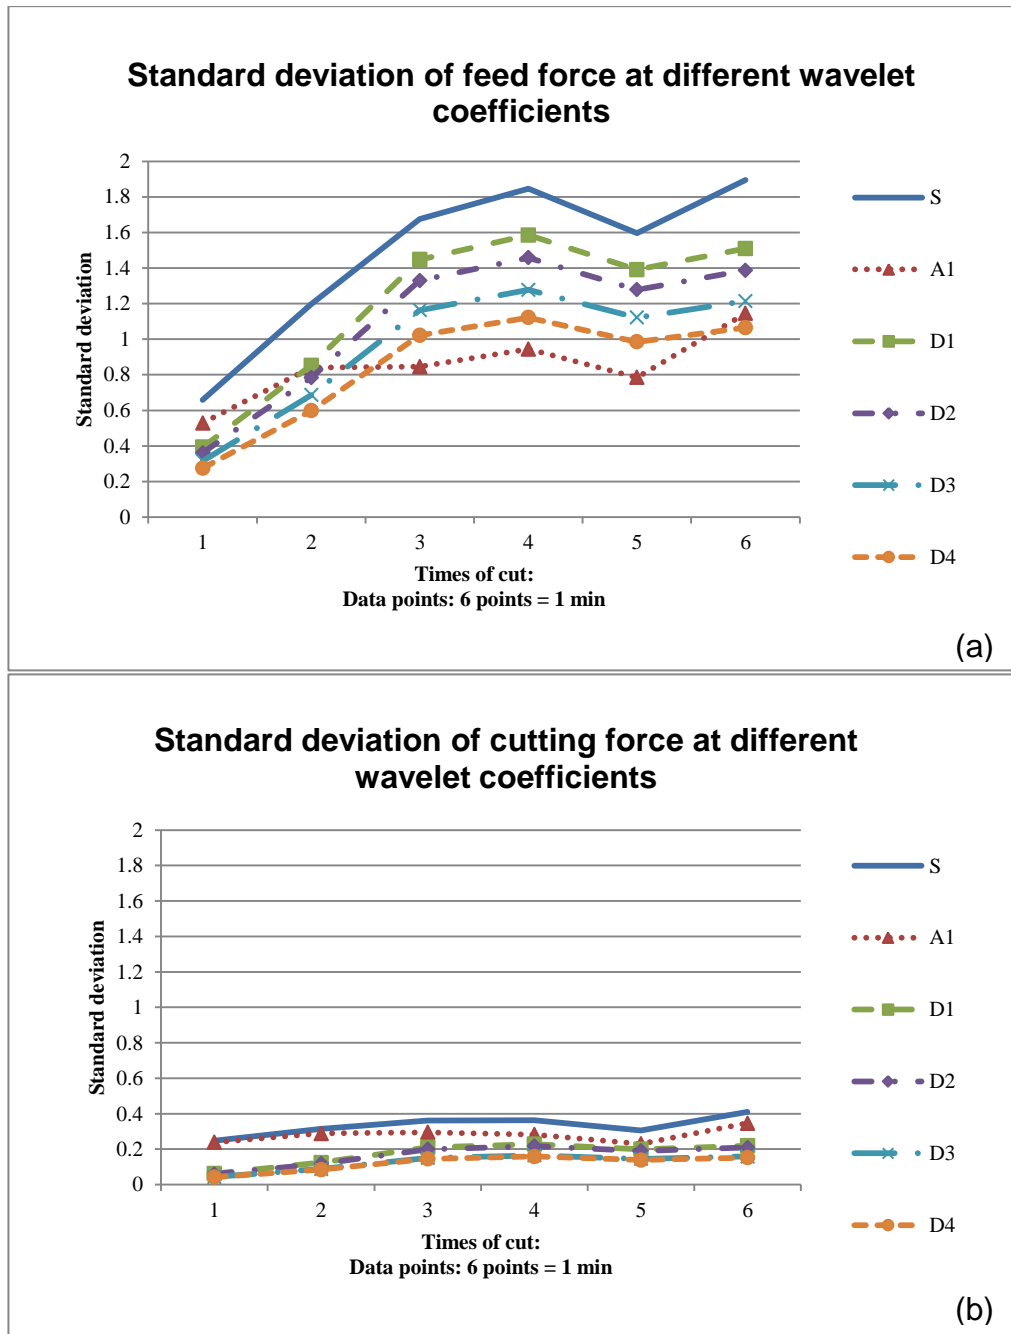 Standard deviation of feed force at different wavelet
coefficients
2
1.8
1.6
1.4
1.2
1
0.8
0.6
0.4
0.2
0
Standard deviation
1 2 3 4 5 6
Times of cut:
Data points: 6 points = 1 min
S
A1
D1
D2
D3
D4
(a)
Standard deviation of cutting force at different
wavelet coefficients
2
1.8
1.6
1.4
1.2
1
0.8
0.6
0.4
0.2
0
Standard deviation
1 2 3 4 5 6
Times of cut:
Data points: 6 points = 1 min
S
A1
D1
D2
D3
D4
(b)